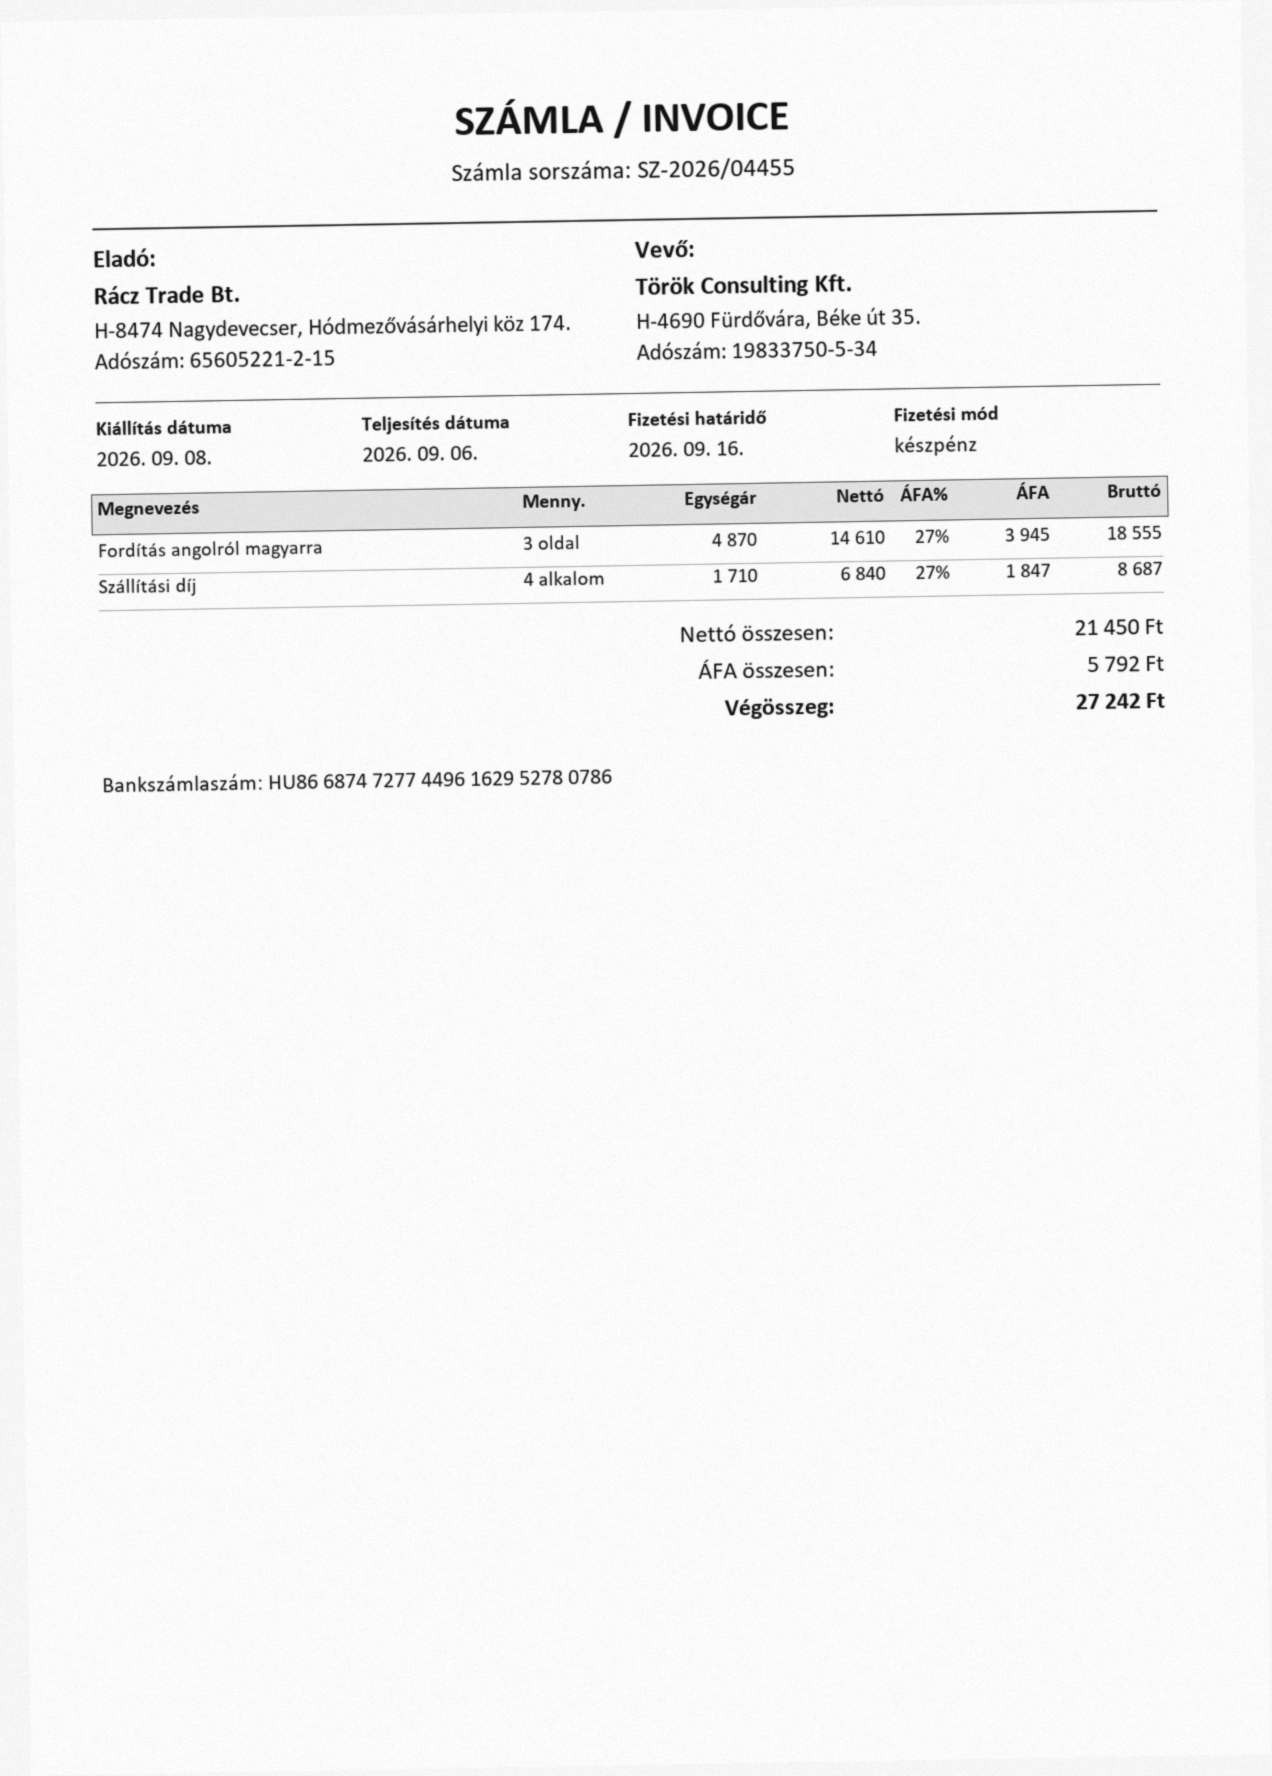 SZÁMLA / INVOICE
Számla sorszáma: SZ-2026/04455
Eladó:
Rácz Trade Bt.
H-8474 Nagydevecser, Hódmezővásárhelyi köz 174.
Adószám: 65605221-2-15
Vevő:
Török Consulting Kft.
H-4690 Fürdővára, Béke út 35.
Adószám: 19833750-5-34
Kiállítás dátuma Teljesítés dátuma Fizetési határidő Fizetési mód
2026. 09. 08. 2026. 09. 06. 2026. 09. 16. készpénz
Megnevezés Menny. Egységár Nettó ÁFA% ÁFA Bruttó
Fordítás angolról magyarra 3 oldal 4 870 14 610 27% 3 945 18 555
Szállítási díj 4 alkalom 1 710 6 840 27% 1 847 8 687
Nettó összesen: 21 450 Ft
ÁFA összesen: 5 792 Ft
Végösszeg: 27 242 Ft
Bankszámlaszám: HU86 6874 7277 4496 1629 5278 0786